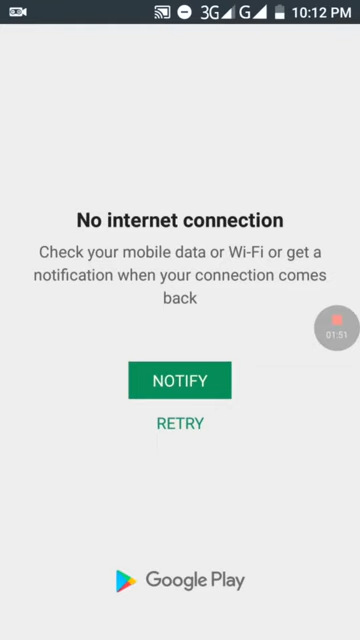 3G G 10:12 PM
No internet connection
Check your mobile data or Wi-Fi or get a
notification when your connection comes
back
01:51
NOTIFY
RETRY
Google Play